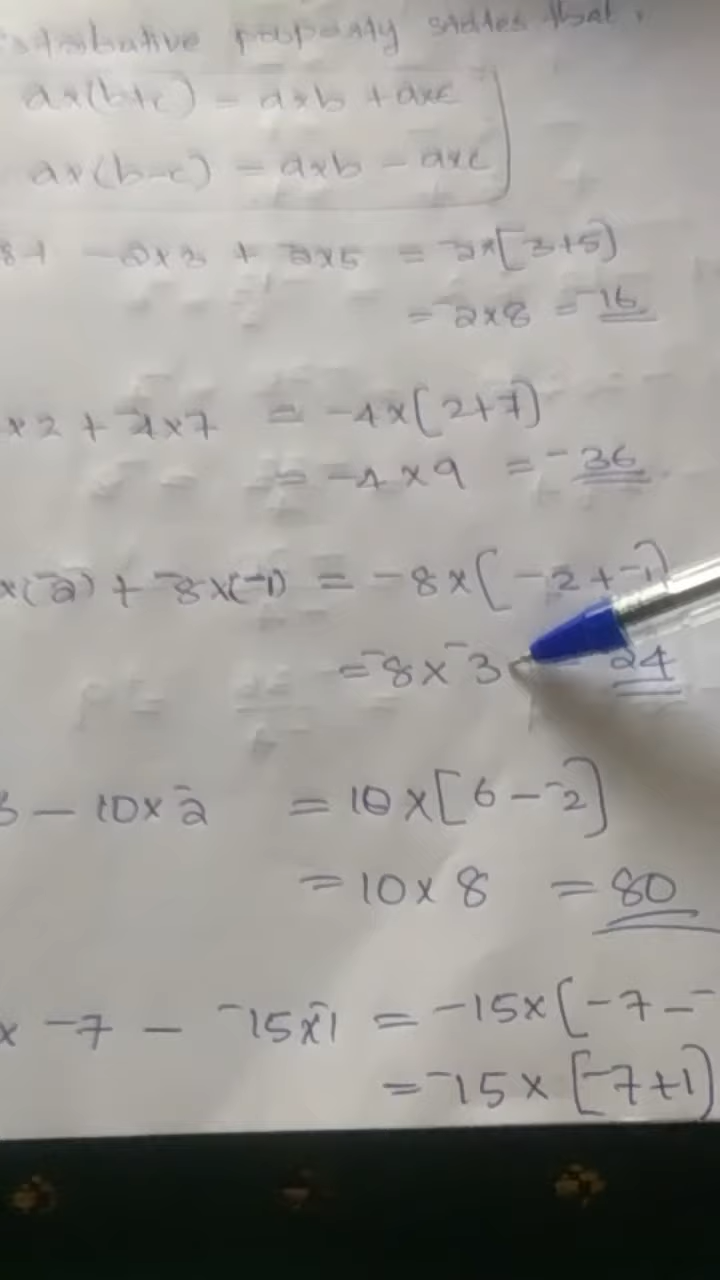 property states that,
a×(b+c) = a×b + a×c
a×(b-c) = a×b - a×c
-2×3 + -2×5 = -2×[3+5]
= -2×8 = -16
×2 + -4×7 = -4×[2+7]
= -4×9 = -36
×(-2) + -8×(-1) = -8×[-2+-1]
= -8×-3 24
- 10×-2 = 10×[6--2]
= 10×8 = 80
× -7 - -15×-1 = -15×[-7--
= -15×[-7+1]